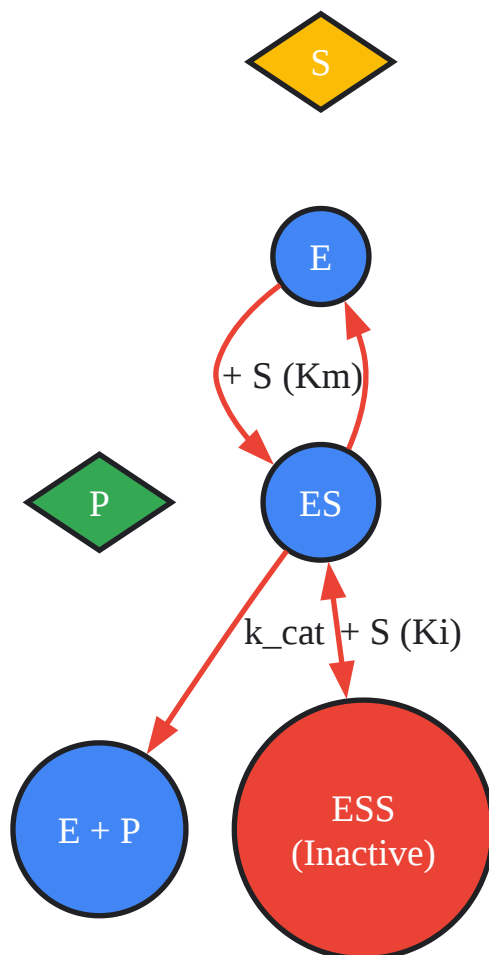 S
E
+ S (Km)
P
ES
k_cat
+ S (Ki)
E + P
ESS
(Inactive)